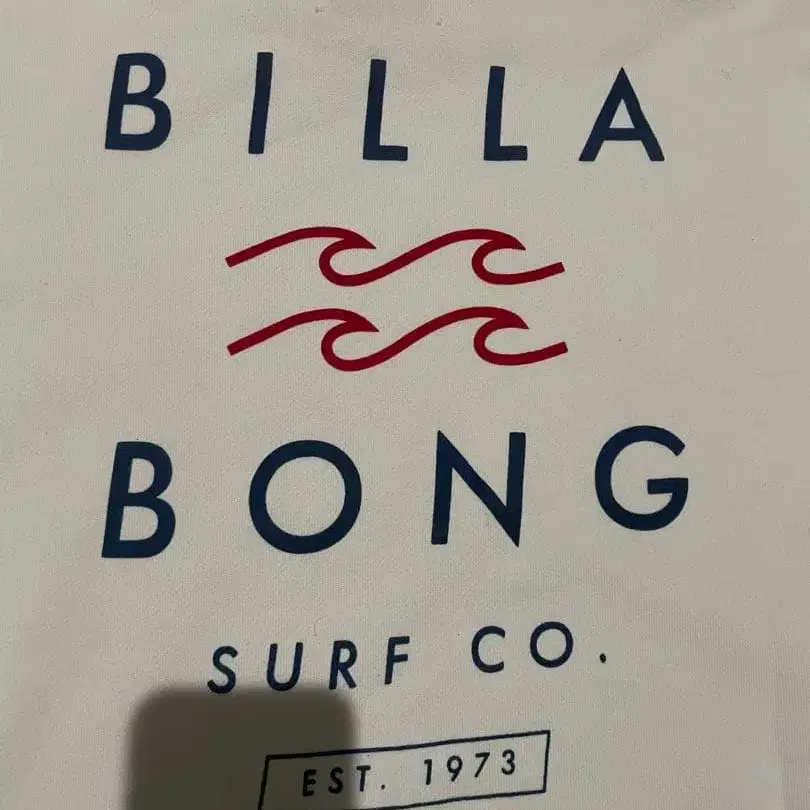 BILLA
BONG
SURF CO.
EST. 1973